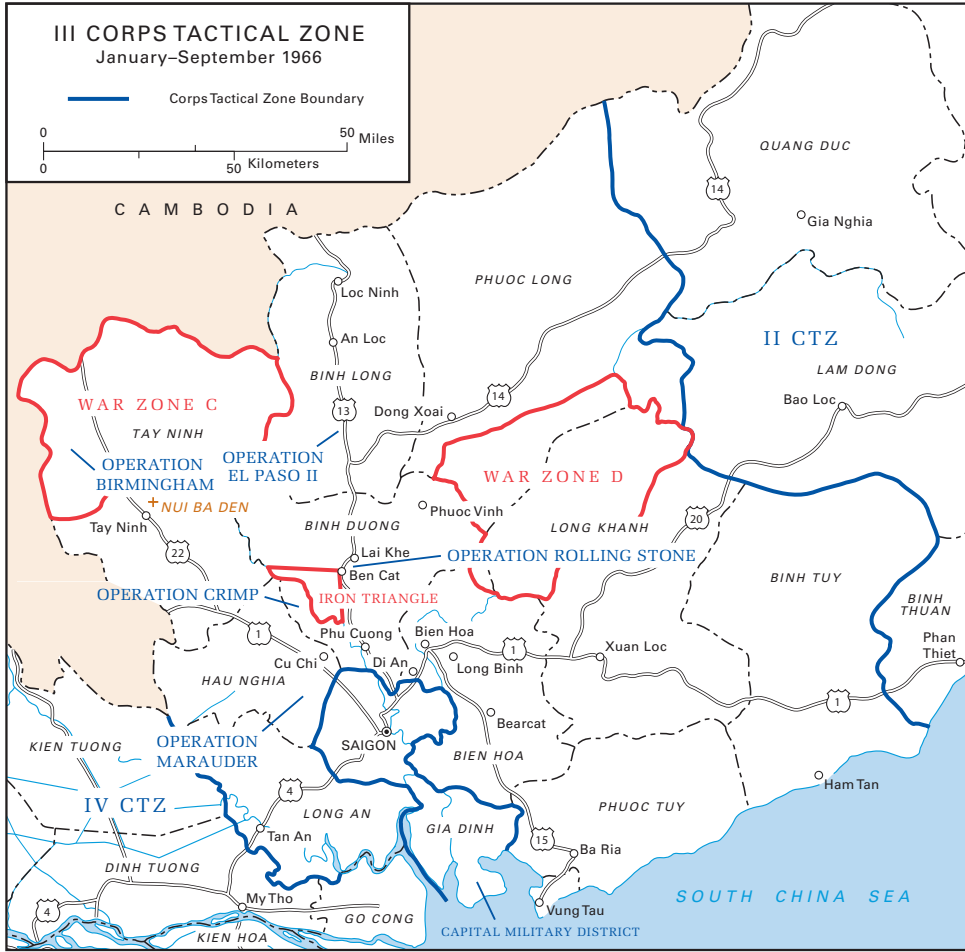 III CORPS TACTICAL ZONE
January–September 1966
Corps Tactical Zone Boundary
0 50 Miles
0 50
Kilometers
CAMBODIA
QUANG DUC
14
Gia Nghia
PHUOC LONG
Loc Ninh
An Loc
II CTZ
BINH LONG
LAM DONG
WAR ZONE C
13
14
Dong Xoai
Bao Loc
TAY NINH
OPERATION
EL PASO II
OPERATION
BIRMINGHAM
WAR ZONE D
NUI BA DEN
Tay Ninh
Phuoc Vinh
20
BINH DUONG
LONG KHANH
22
Lai Khe
OPERATION ROLLING STONE
Ben Cat
BINH TUY
OPERATION CRIMP
IRON TRIANGLE
BINH
THUAN
1
Phu Cuong
Bien Hoa
1
Phan
Thiet
Cu Chi
Di An
Long Binh
Xuan Loc
HAU NGHIA
1
Bearcat
OPERATION
MARAUDER
SAIGON
KIEN TUONG
BIEN HOA
Ham Tan
4
IV CTZ
LONG AN
PHUOC TUY
GIA DINH
Tan An
15
Ba Ria
DINH TUONG
SOUTH CHINA SEA
My Tho
Vung Tau
4
GO CONG
CAPITAL MILITARY DISTRICT
KIEN HOA